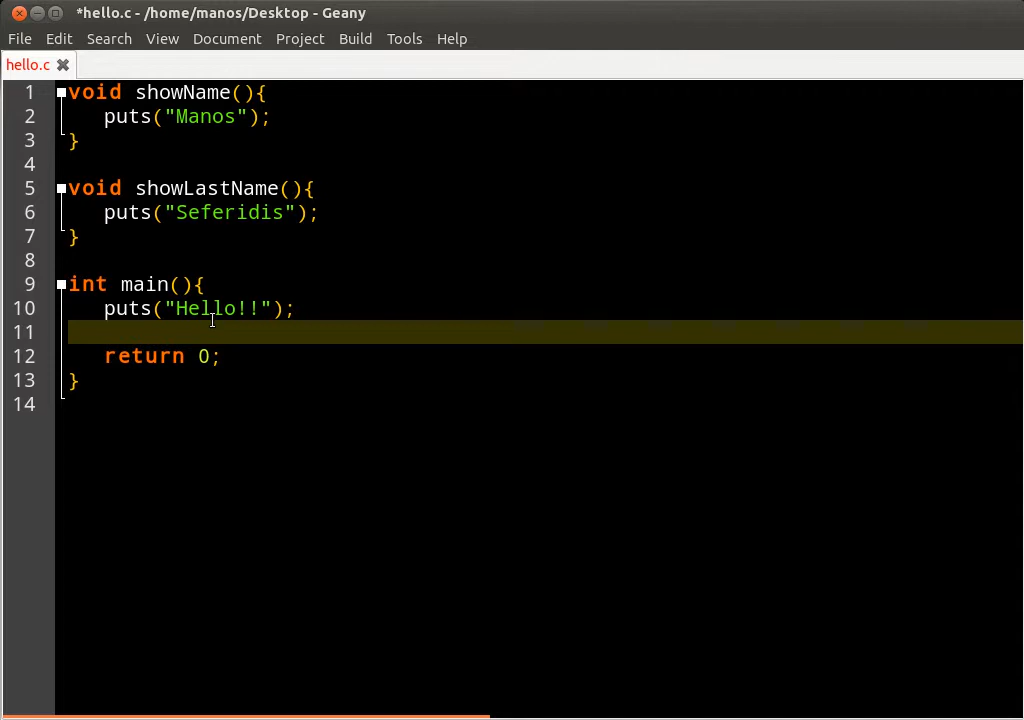 *hello.c - /home/manos/Desktop - Geany
File Edit Search View Document Project Build Tools Help
hello.c
1 void showName(){
2 puts("Manos");
3 }
4
5 void showLastName(){
6 puts("Seferidis");
7 }
8
9 int main(){
10 puts("Hello!!");
11
12 return 0;
13 }
14